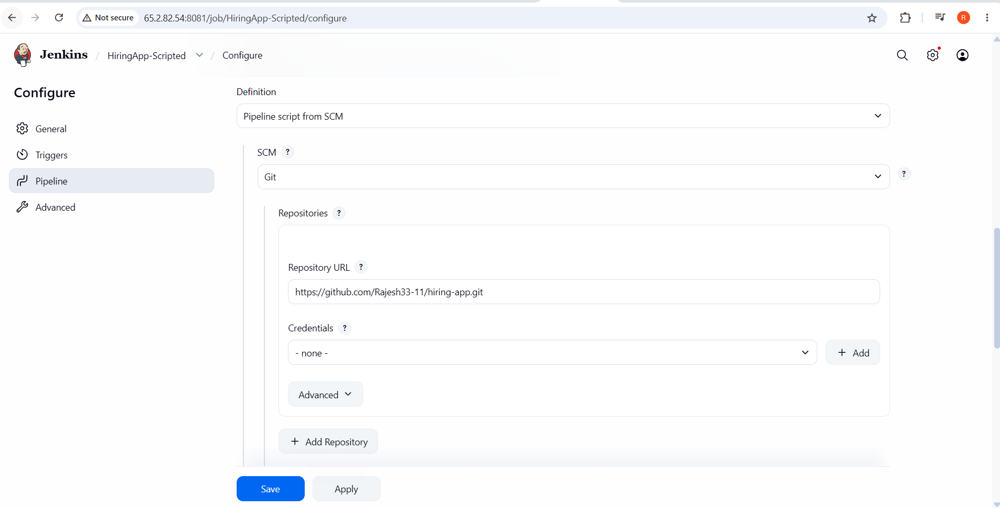 Not secure 65.2.82.54:8081/job/HiringApp-Scripted/configure R
Jenkins / HiringApp-Scripted / Configure
Configure
General
Triggers
Pipeline
Advanced
Definition
Pipeline script from SCM
SCM ?
Git
?
Repositories ?
Repository URL ?
https://github.com/Rajesh33-11/hiring-app.git
Credentials ?
- none -
+ Add
Advanced
+ Add Repository
Save Apply